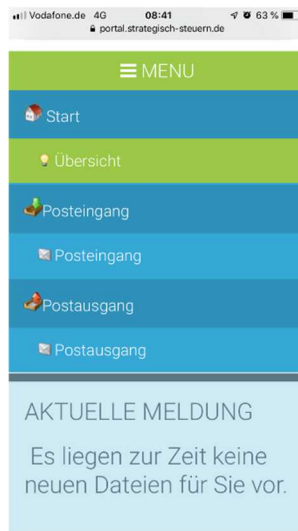 Vodafone.de 4G 08:41 63 %
portal.strategisch-steuern.de
MENU
Start
Übersicht
Posteingang
Posteingang
Postausgang
Postausgang
AKTUELLE MELDUNG
Es liegen zur Zeit keine
neuen Dateien für Sie vor.